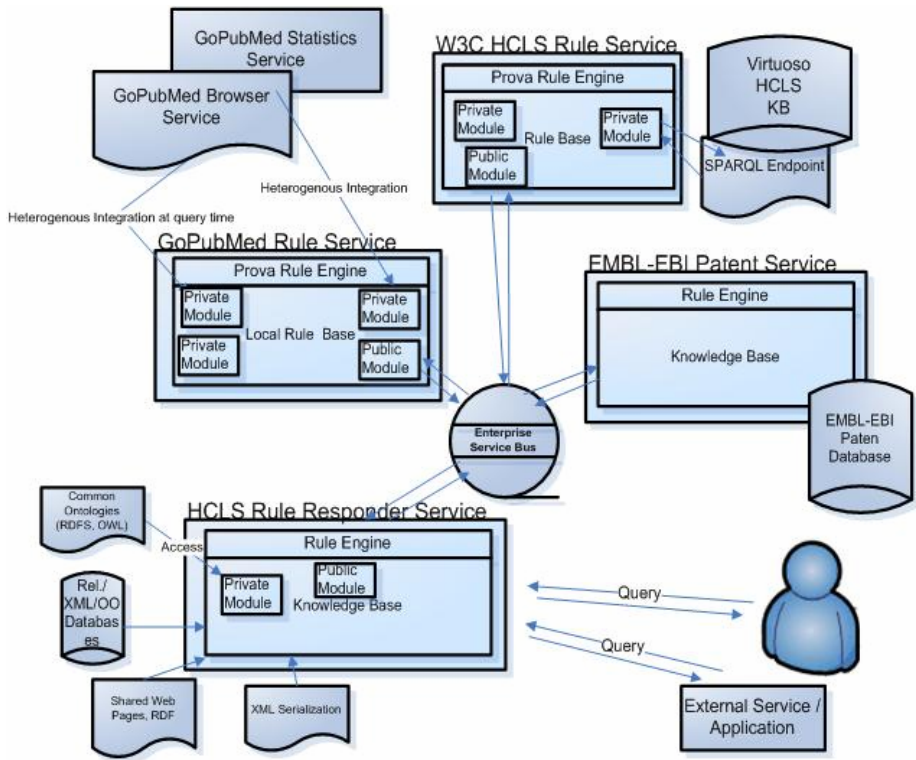 GoPubMed Statistics
Service
GoPubMed Browser
Service
W3C HCLS Rule Service
Prova Rule Engine
Private
Module
Rule Base
Private
Module
Public
Module
Virtuoso
HCLS
KB
SPARQL Endpoint
Heterogenous Integration
Heterogenous Integration at query time
GoPubMed Rule Service
Prova Rule Engine
Private
Module
Local Rule Base
Private
Module
Private
Module
Public
Module
EMBL-EBI Patent Service
Rule Engine
Knowledge Base
EMBL-EBI
Paten
Database
Enterprise
Service Bus
Common
Ontologies
(RDFS, OWL)
Access
HCLS Rule Responder Service
Rule Engine
Private
Module
Public
Module
Knowledge Base
Rel./
XML/OO
Databas
es
Shared Web
Pages, RDF
XML Serialization
Query
Query
External Service /
Application